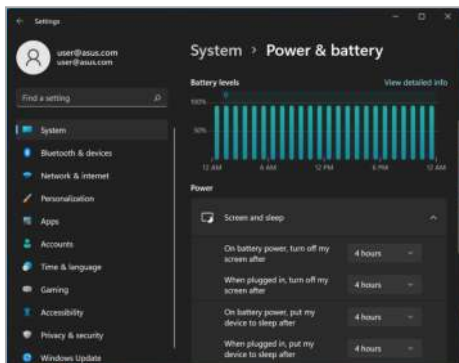 Settings
user@asus.com
user@asus.com
Find a setting
System
Bluetooth & devices
Network & internet
Personalization
Apps
Accounts
Time & language
Gaming
Accessibility
Privacy & security
Windows Update
System > Power & battery
Battery levels
View detailed info
100%
50%
12 AM 6 AM 12 PM 6 PM 12 AM
Power
Screen and sleep
On battery power, turn off my
screen after
4 hours
When plugged in, turn off my
screen after
4 hours
On battery power, put my
device to sleep after
4 hours
When plugged in, put my
device to sleep after
4 hours